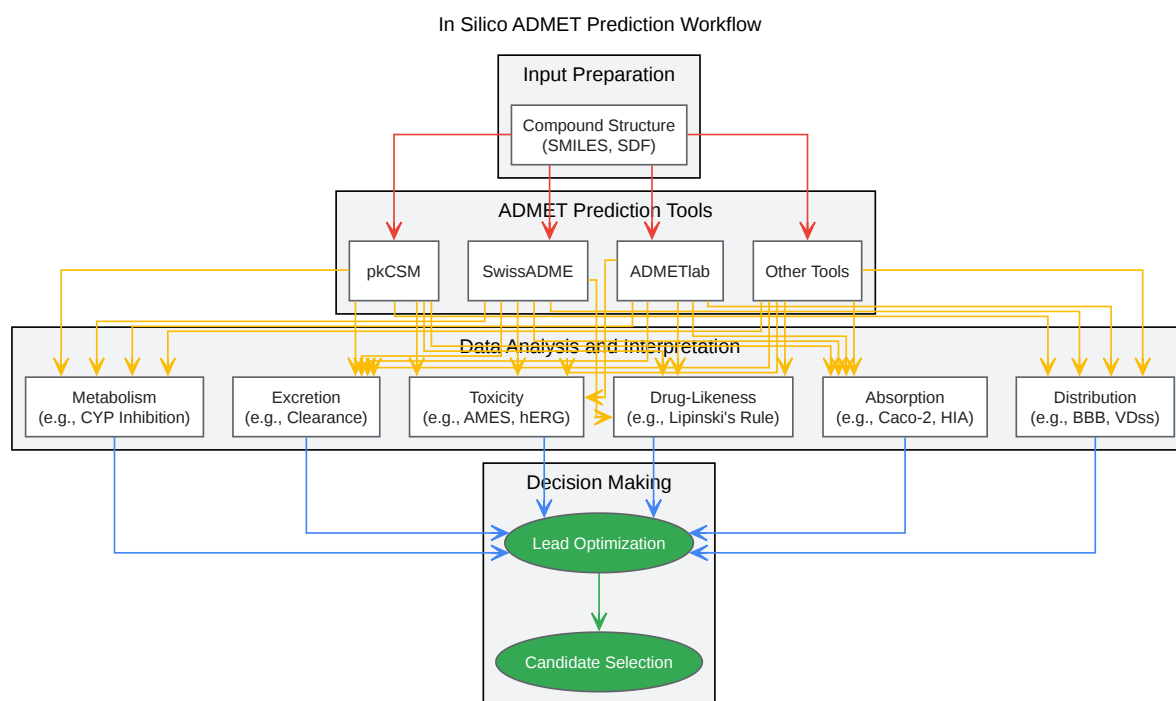 In Silico ADMET Prediction Workflow
Input Preparation
Compound Structure
(SMILES, SDF)
ADMET Prediction Tools
pkCSM
SwissADME
ADMETlab
Other Tools
Data Analysis and Interpretation
Metabolism
(e.g., CYP Inhibition)
Excretion
(e.g., Clearance)
Toxicity
(e.g., AMES, hERG)
Drug-Likeness
(e.g., Lipinski's Rule)
Absorption
(e.g., Caco-2, HIA)
Distribution
(e.g., BBB, VDss)
Decision Making
Lead Optimization
Candidate Selection